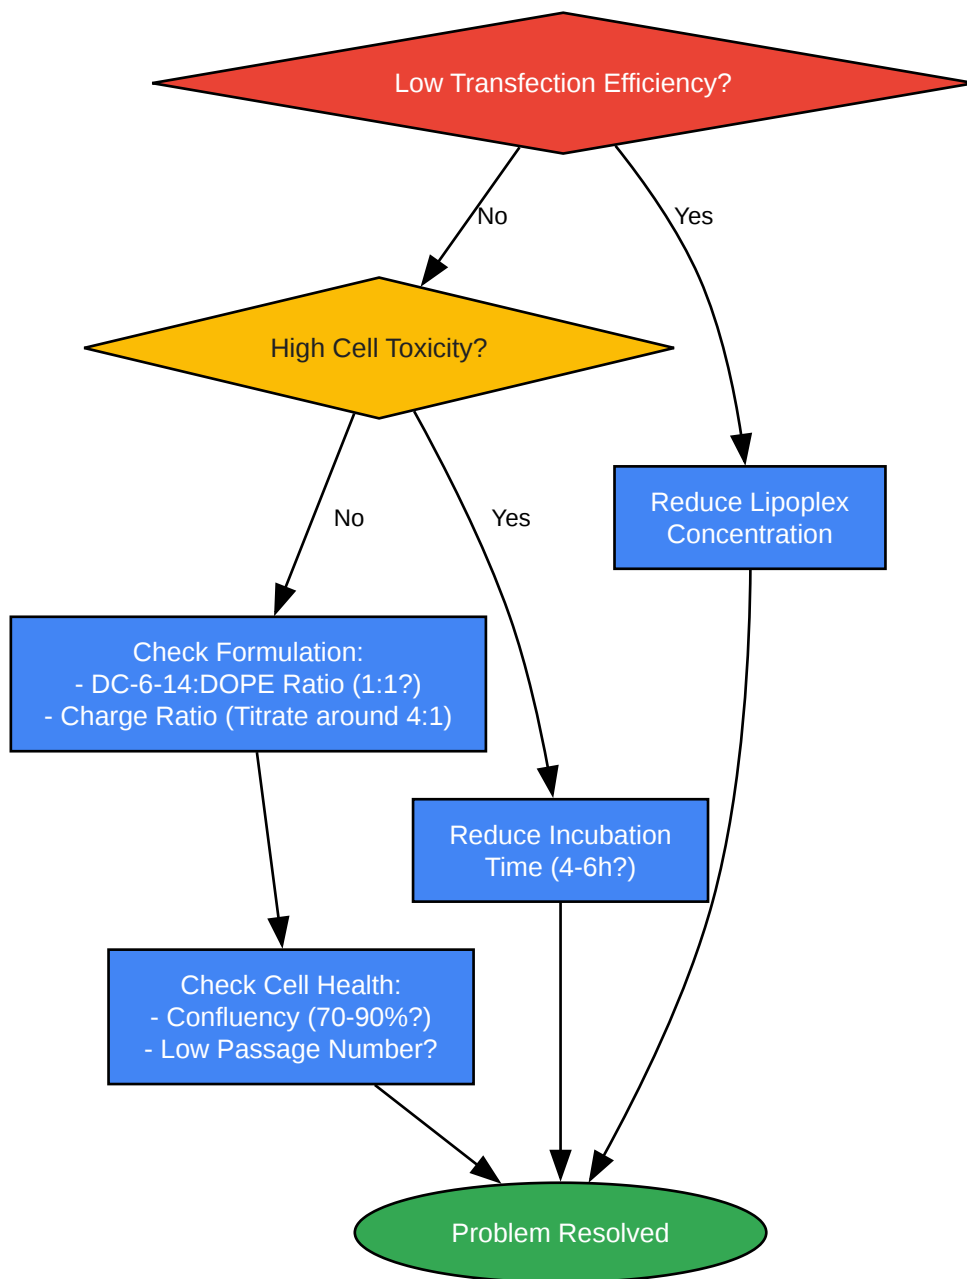 Low Transfection Efficiency?
No
Yes
High Cell Toxicity?
Reduce Lipoplex
Concentration
No
Yes
Check Formulation:
- DC-6-14:DOPE Ratio (1:1?)
- Charge Ratio (Titrate around 4:1)
Reduce Incubation
Time (4-6h?)
Check Cell Health:
- Confluency (70-90%?)
- Low Passage Number?
Problem Resolved